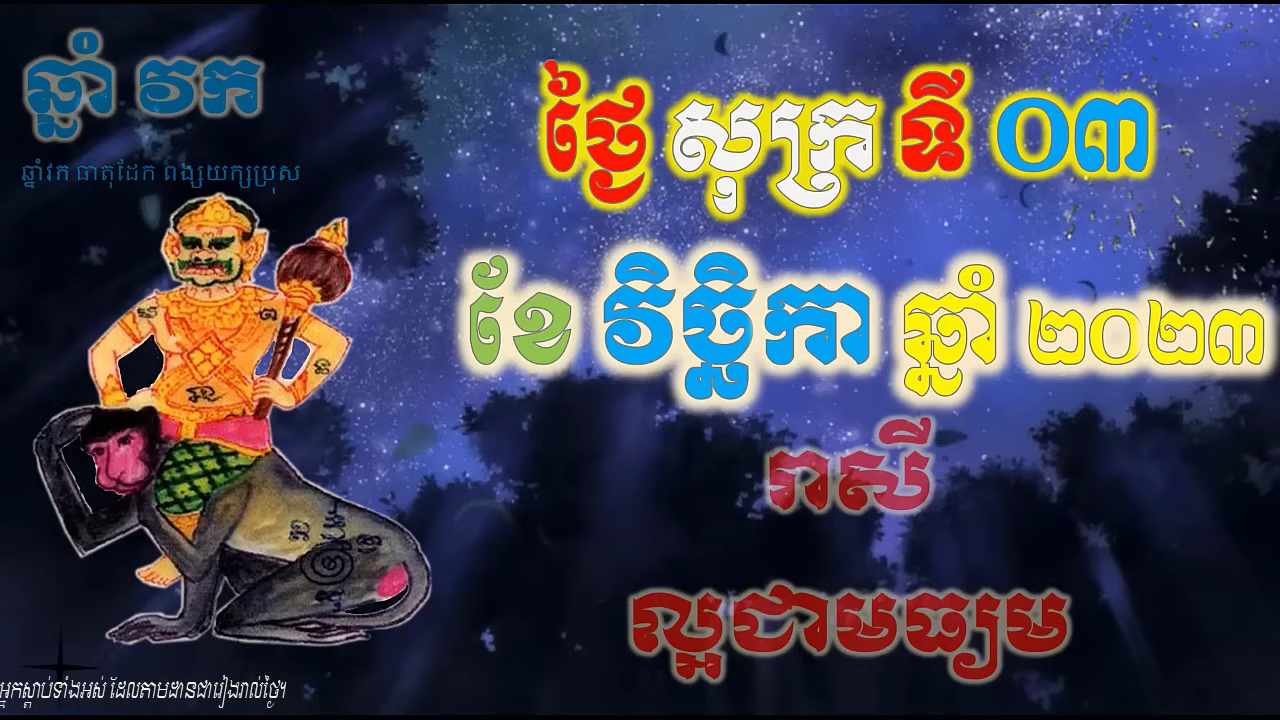 ឆ្នាំ វក
ឆ្នាំវក ធាតុដែក ពង្សយក្សប្រុស
ថ្ងៃ សុក្រ ទី ០៣
ខែ វិច្ឆិកា ឆ្នាំ ២០២៣
រាសី
ល្អជាមធ្យម
អ្នកស្តាប់ទាំងអស់ ដែលតាមដានជារៀងរាល់ថ្ងៃ។